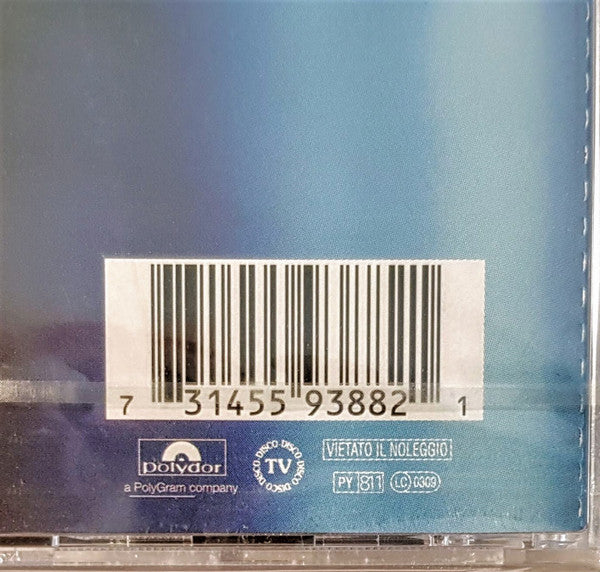 7 31455 93882 1
polydor
a PolyGram company
DISCO·DISCO·DISCO DISCO DISCO
TV
VIETATO IL NOLEGGIO
PY 811 LC 0309